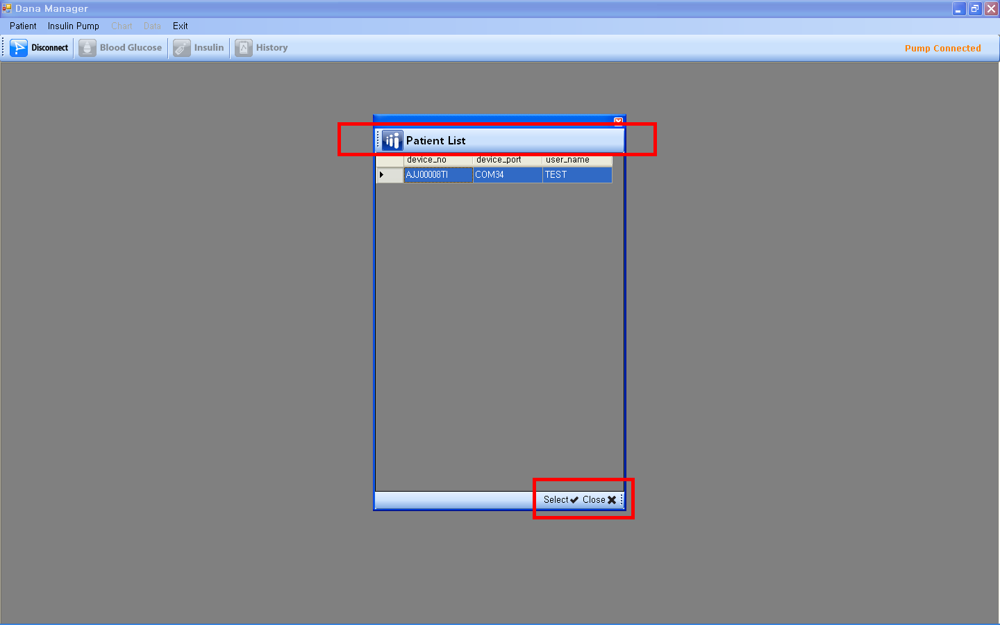 Dana Manager
Patient Insulin Pump Chart Data Exit
Disconnect Blood Glucose Insulin History Pump Connected
Patient List
device_no device_port user_name
AJJ00008TI COM34 TEST
Select Close